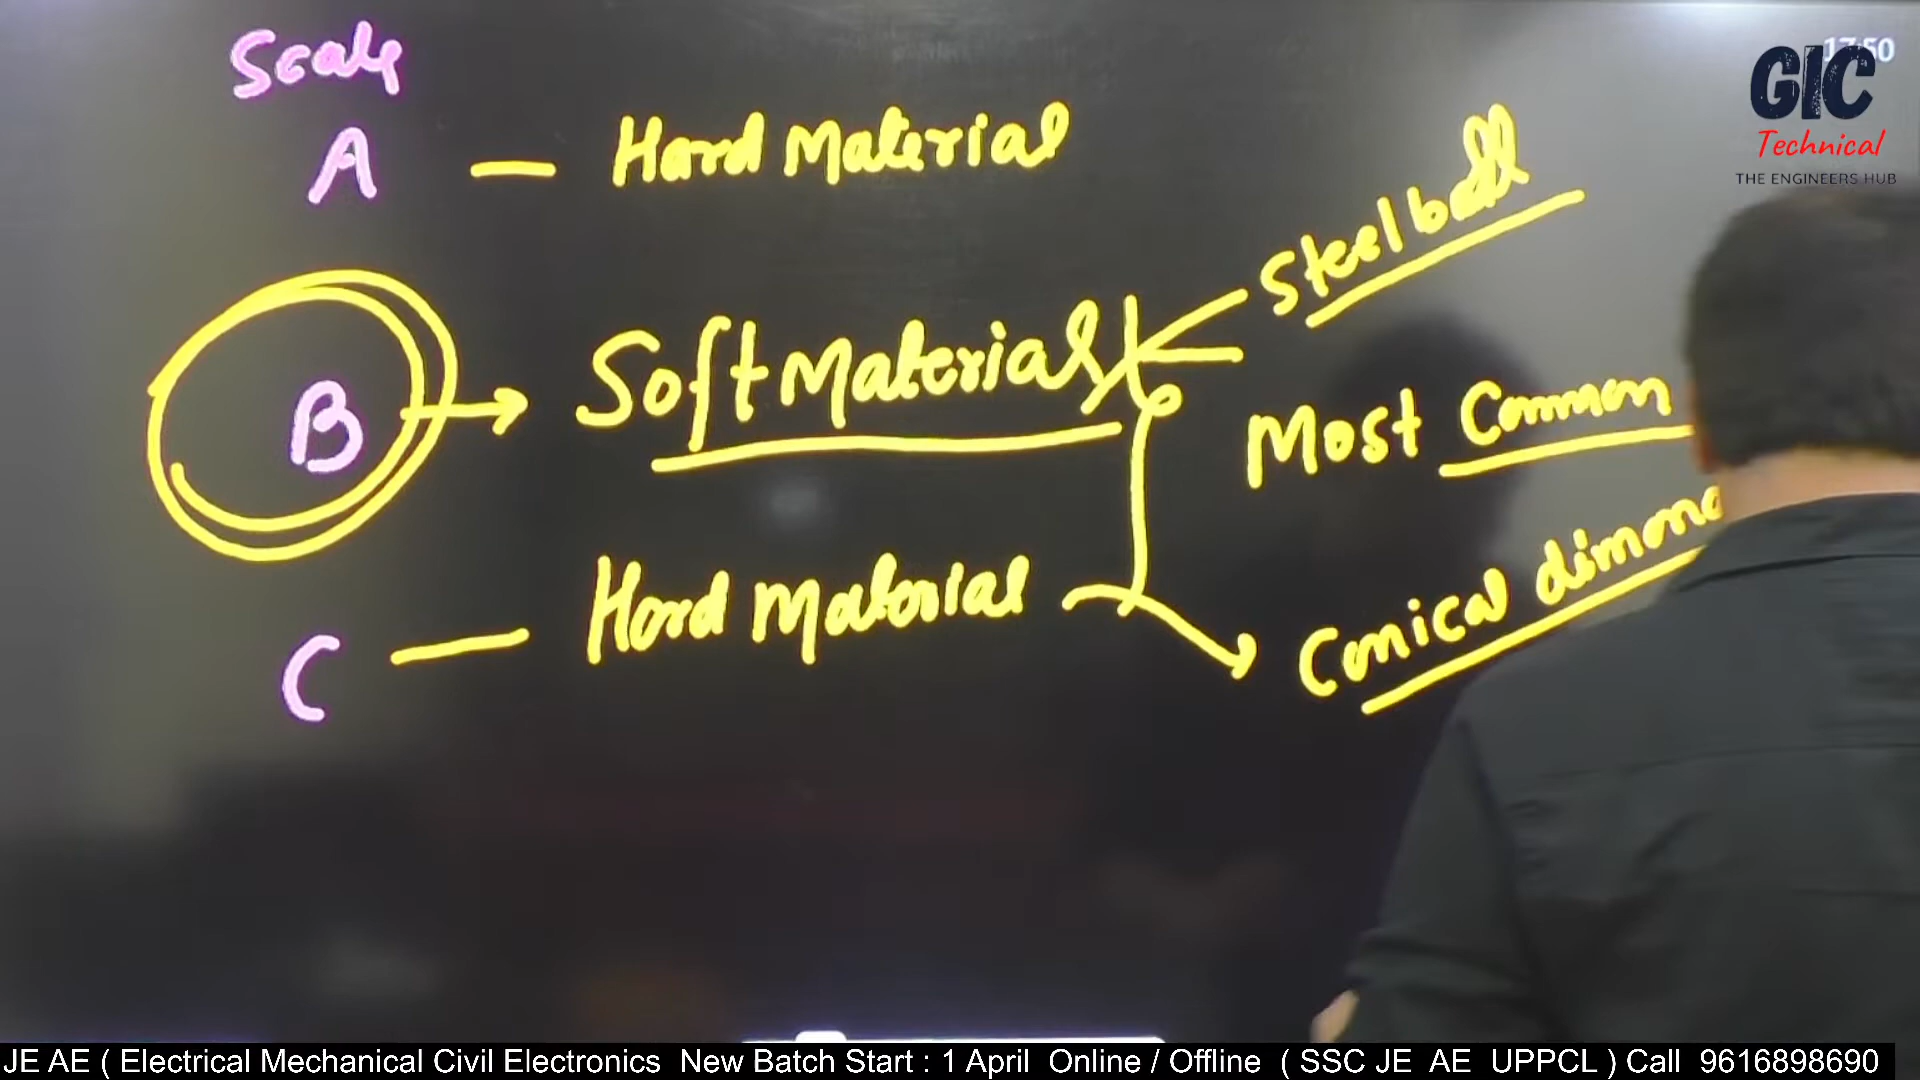 Scale
17:50
GIC
Technical
THE ENGINEERS HUB
A — Hard Material
Steel ball
B → Soft Material
Most Common
C — Hard Material
Conical dimond
JE AE ( Electrical Mechanical Civil Electronics New Batch Start : 1 April Online / Offline ( SSC JE AE UPPCL ) Call 9616898690